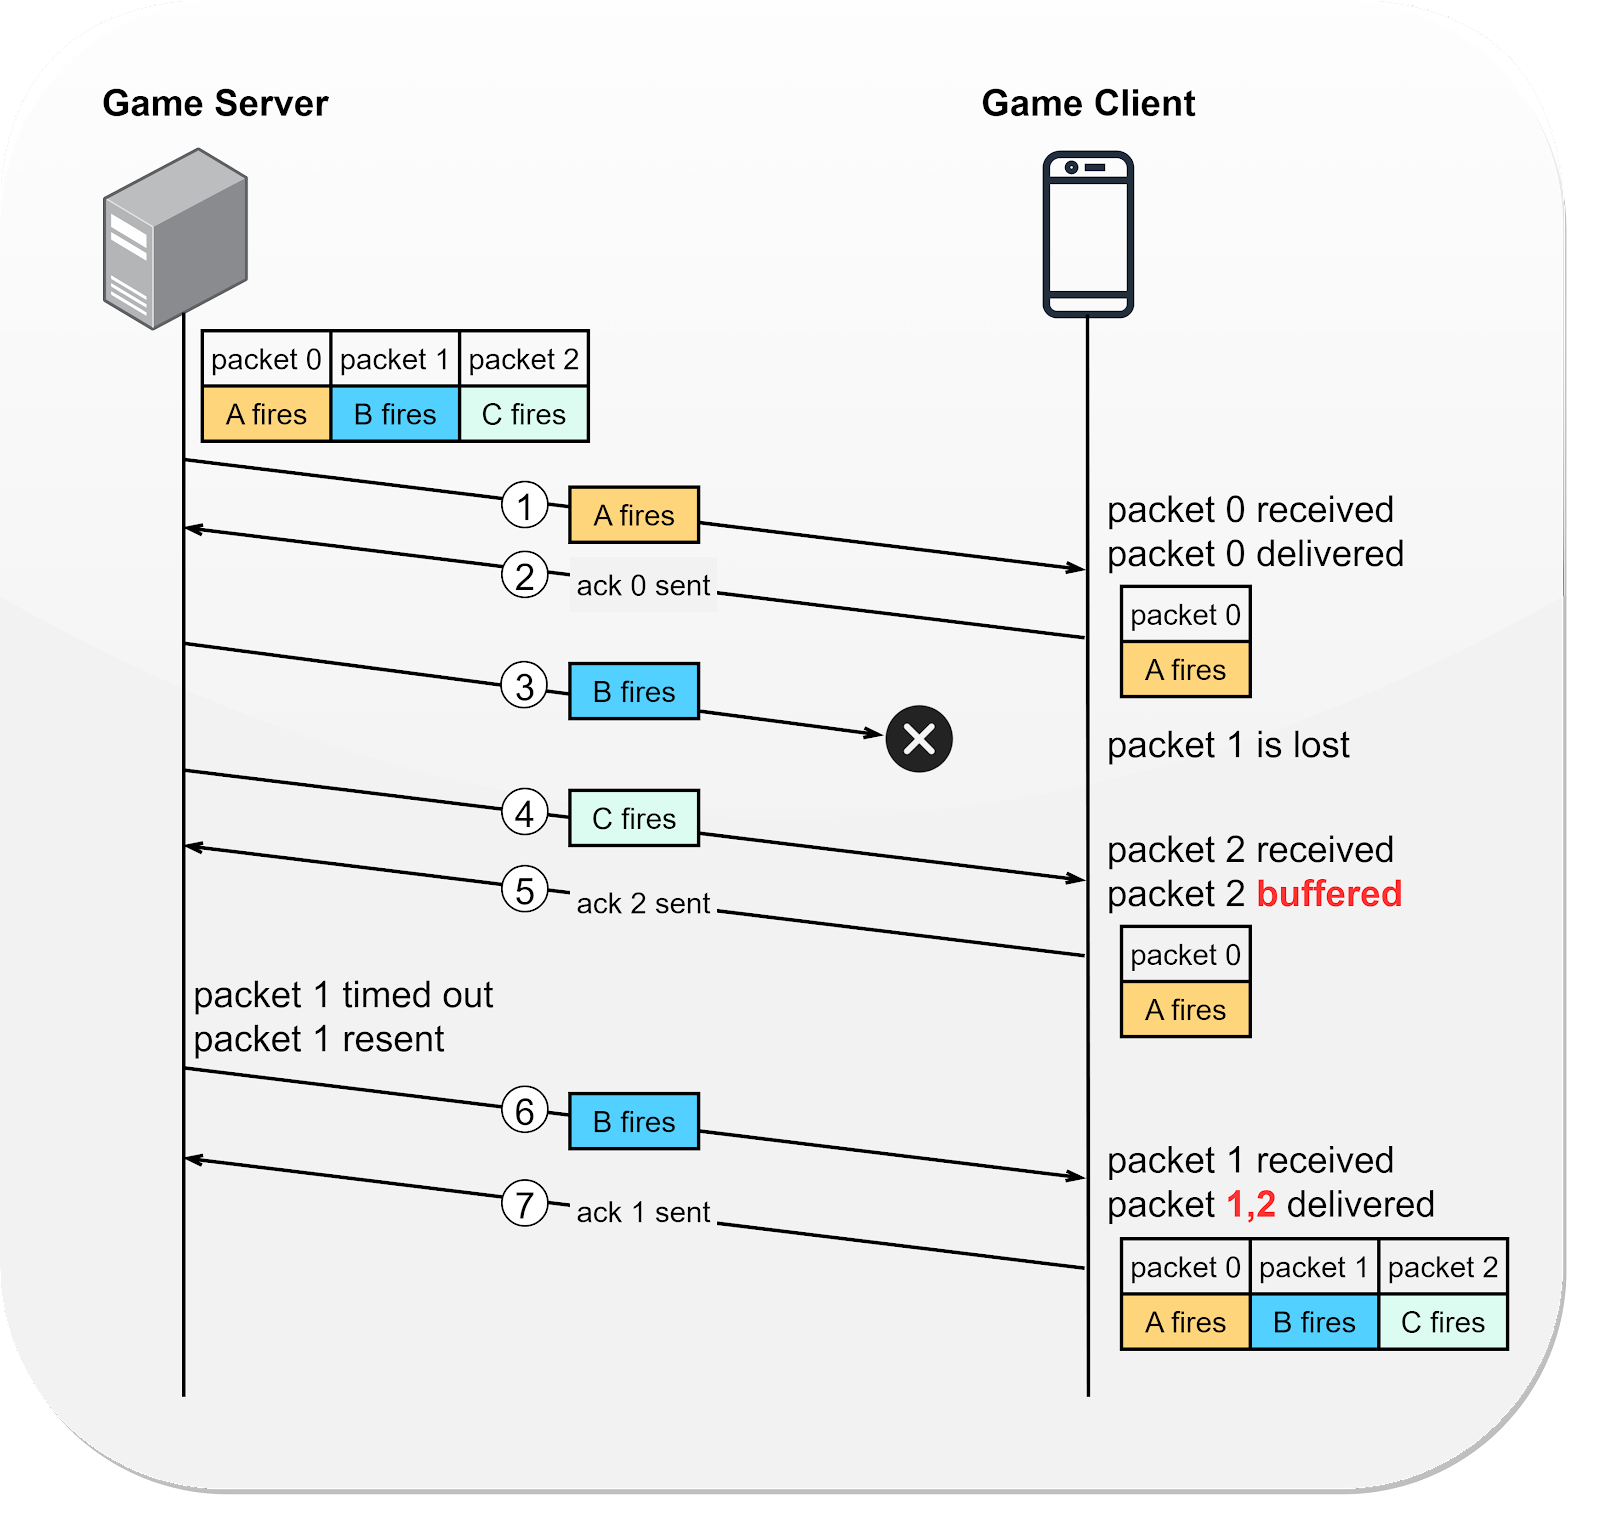 Game Server
Game Client
packet 0 packet 1 packet 2
A fires B fires C fires
1 A fires
packet 0 received
packet 0 delivered
2 ack 0 sent
packet 0
A fires
3 B fires
packet 1 is lost
4 C fires
packet 2 received
packet 2 buffered
5 ack 2 sent
packet 0
A fires
packet 1 timed out
packet 1 resent
6 B fires
packet 1 received
packet 1,2 delivered
7 ack 1 sent
packet 0 packet 1 packet 2
A fires B fires C fires